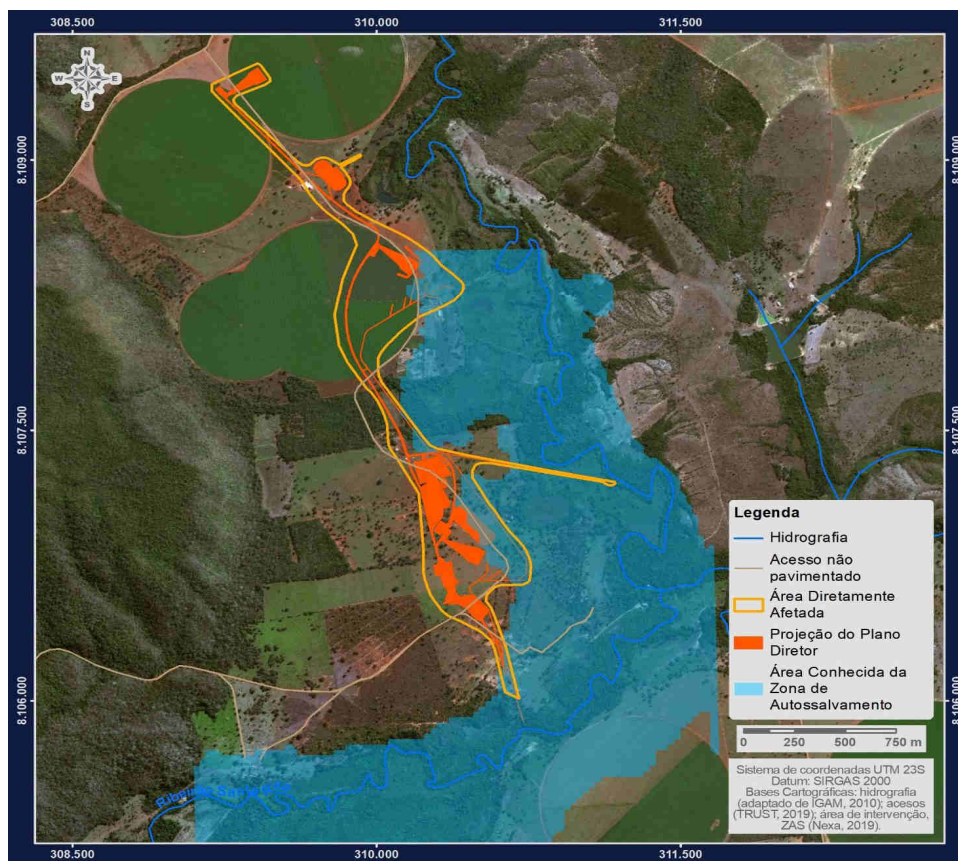 308.500 310.000 311.500
N
W E
S
8.109.000 8.109.000
8.107.500 8.107.500
8.106.000 8.106.000
Legenda
Hidrografia
Acesso não
pavimentado
Área Diretamente
Afetada
Projeção do Plano
Diretor
Área Conhecida da
Zona de
Autossalvamento
0 250 500 750 m
Sistema de coordenadas UTM 23S
Datum: SIRGAS 2000
Bases Cartográficas: hidrografia
(adaptado de IGAM, 2010); acesos
(TRUST, 2019); área de intervenção,
ZAS (Nexa, 2019).
Ribeirão Santa
308.500 310.000 311.500